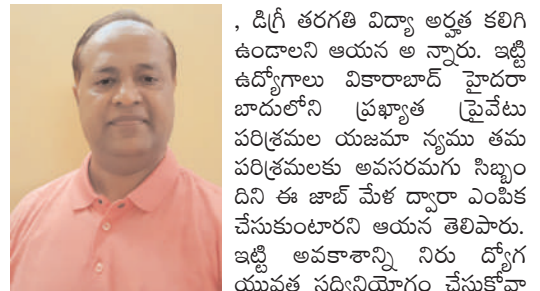 , డిగ్రీ తరగతి విద్యా అర్హత కలిగి
ఉండాలని ఆయన అ న్నారు. ఇట్టి
ఉద్యోగాలు వికారాబాద్ హైదరా
బాదులోని ప్రఖ్యాత ప్రైవేటు
పరిశ్రమల యజమా న్యము తమ
పరిశ్రమలకు అవసరమగు సిబ్బం
దిని ఈ జాబ్ మేళ ద్వారా ఎంపిక
చేసుకుంటారని ఆయన తెలిపారు.
ఇట్టి అవకాశాన్ని నిరు ద్యోగ
యువత సద్వినియోగం చేసుకోవా